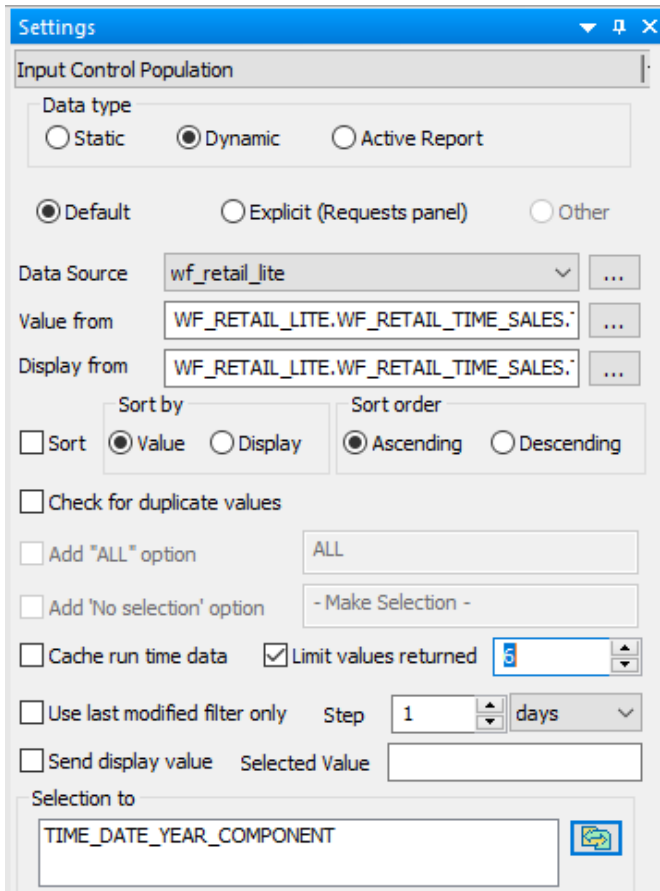 Settings
Input Control Population
Data type
Static Dynamic Active Report
Default Explicit (Requests panel) Other
Data Source wf_retail_lite ...
Value from WF_RETAIL_LITE.WF_RETAIL_TIME_SALES. ...
Display from WF_RETAIL_LITE.WF_RETAIL_TIME_SALES. ...
Sort by Sort order
Sort Value Display Ascending Descending
Check for duplicate values
Add "ALL" option ALL
Add 'No selection' option - Make Selection -
Cache run time data Limit values returned 6
Use last modified filter only Step 1 days
Send display value Selected Value
Selection to
TIME_DATE_YEAR_COMPONENT